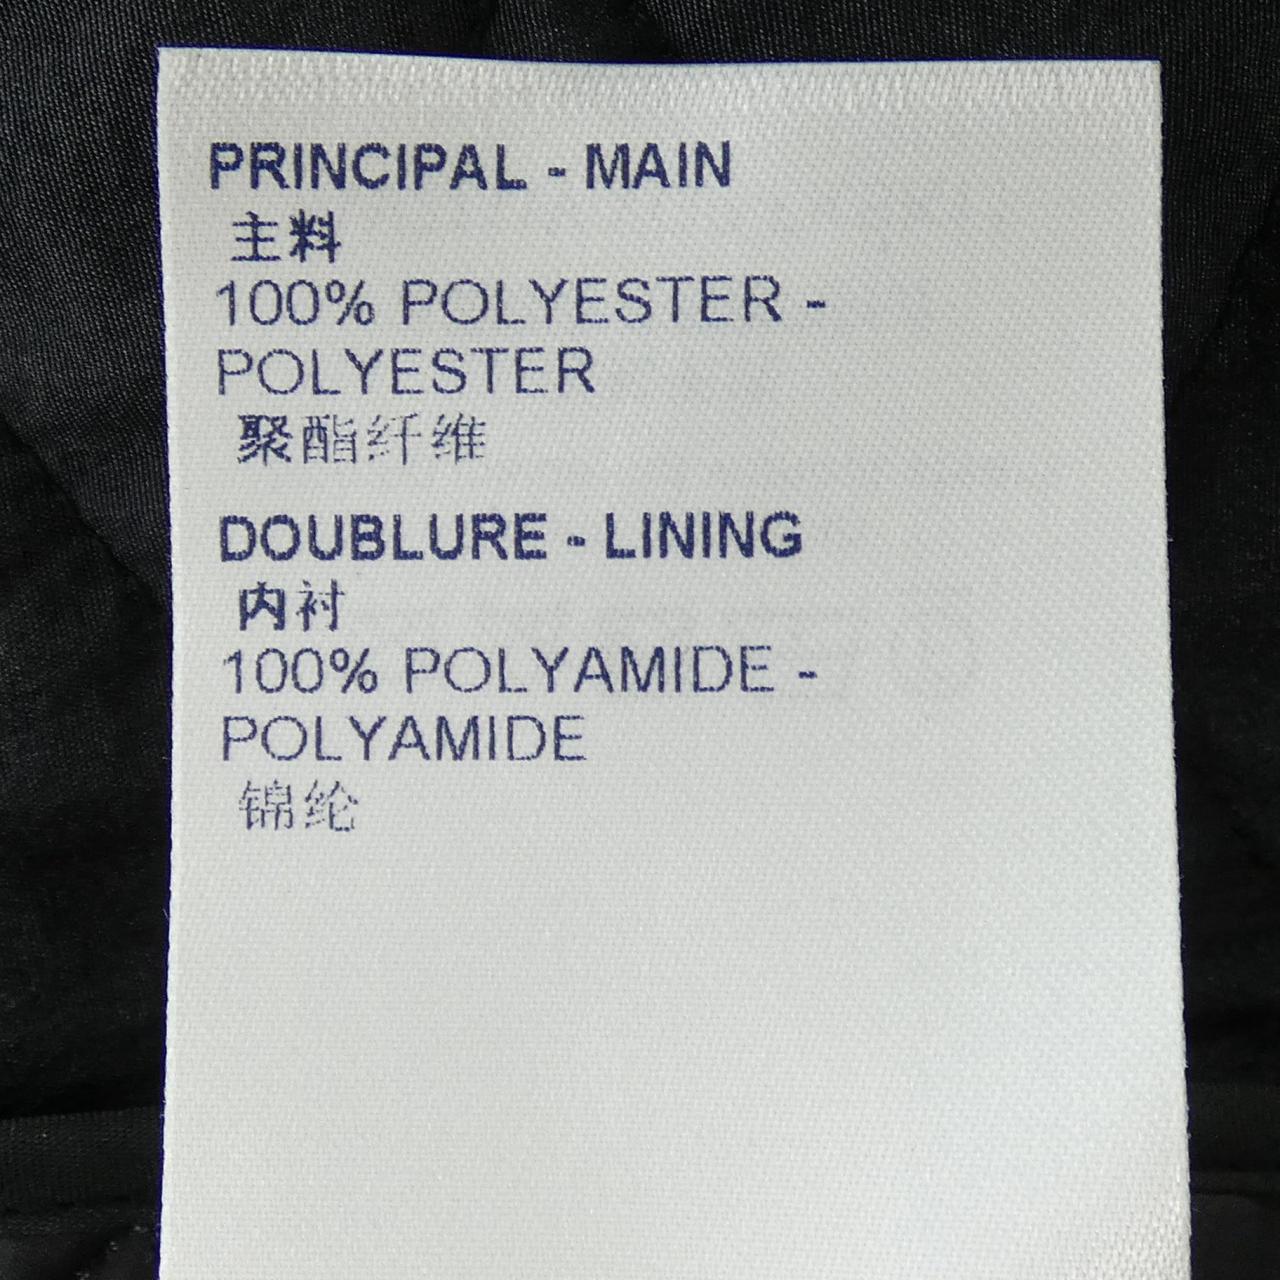 PRINCIPAL - MAIN
主料
100% POLYESTER -
POLYESTER
聚酯纤维
DOUBLURE - LINING
内衬
100% POLYAMIDE -
POLYAMIDE
锦纶